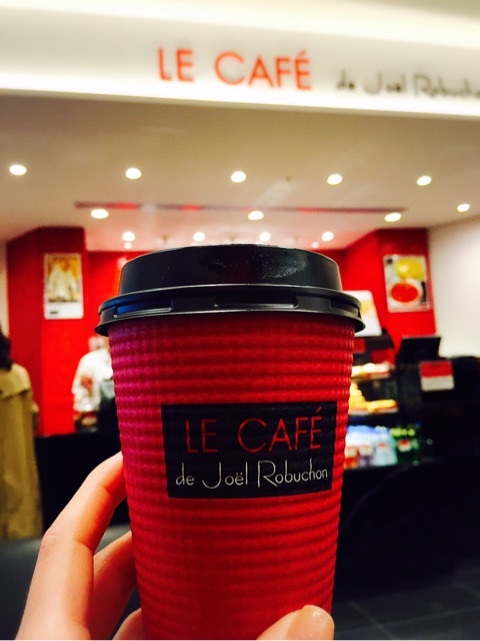 LE CAFÉ de Joël Robuchon
LE CAFÉ
de Joël Robuchon